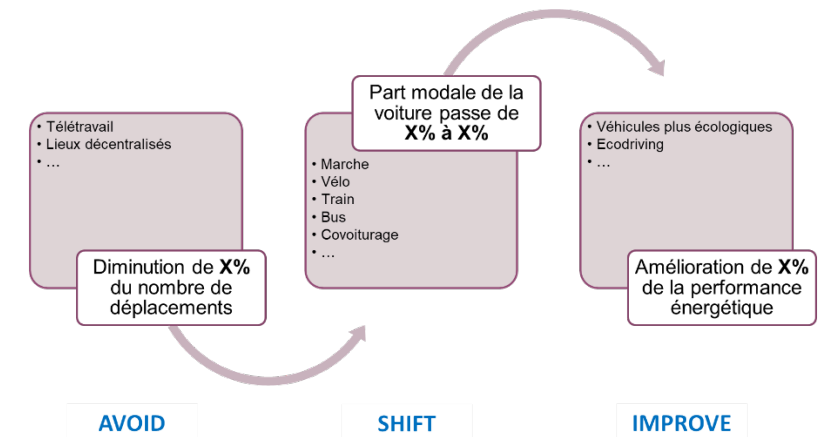 • Télétravail
• Lieux décentralisés
• …
Diminution de X%
du nombre de
déplacements
Part modale de la
voiture passe de
X% à X%
• Marche
• Vélo
• Train
• Bus
• Covoiturage
• …
• Véhicules plus écologiques
• Ecodriving
• …
Amélioration de X%
de la performance
énergétique
AVOID
SHIFT
IMPROVE